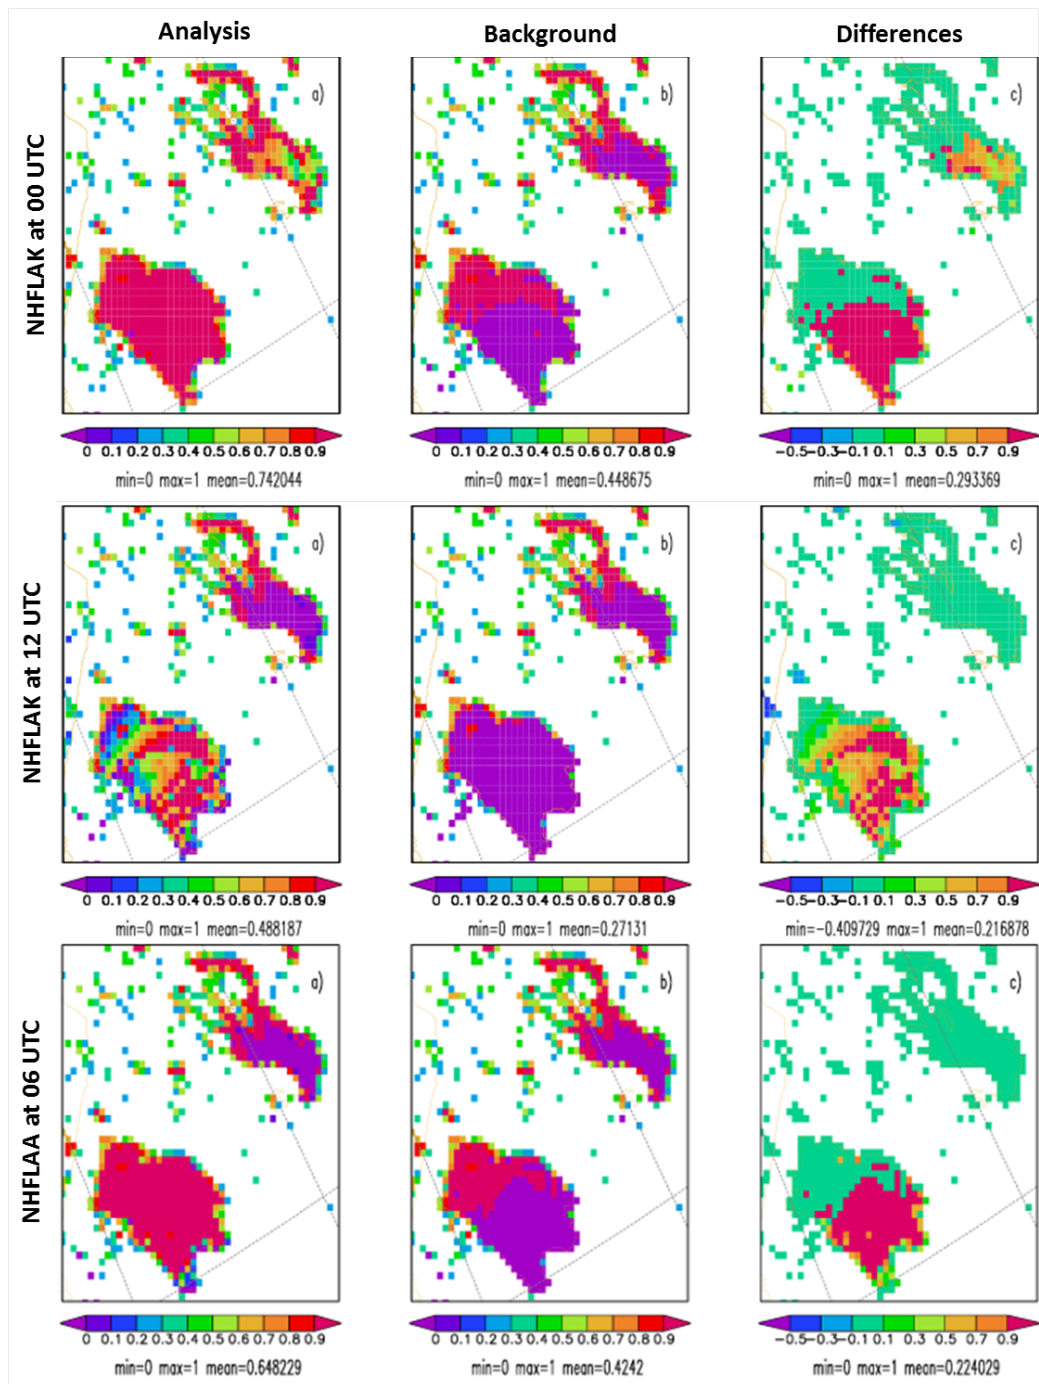 Analysis Background Differences
NHFLAK at 00 UTC
a) b) c)
0 0.1 0.2 0.3 0.4 0.5 0.6 0.7 0.8 0.9
0 0.1 0.2 0.3 0.4 0.5 0.6 0.7 0.8 0.9
-0.5 -0.3 -0.1 0.1 0.3 0.5 0.7 0.9
min=0 max=1 mean=0.742044
min=0 max=1 mean=0.448675
min=0 max=1 mean=0.293369
NHFLAK at 12 UTC
a) b) c)
0 0.1 0.2 0.3 0.4 0.5 0.6 0.7 0.8 0.9
0 0.1 0.2 0.3 0.4 0.5 0.6 0.7 0.8 0.9
-0.5 -0.3 -0.1 0.1 0.3 0.5 0.7 0.9
min=0 max=1 mean=0.488187
min=0 max=1 mean=0.27131
min=-0.409729 max=1 mean=0.216878
NHFLAA at 06 UTC
a) b) c)
0 0.1 0.2 0.3 0.4 0.5 0.6 0.7 0.8 0.9
0 0.1 0.2 0.3 0.4 0.5 0.6 0.7 0.8 0.9
-0.5 -0.3 -0.1 0.1 0.3 0.5 0.7 0.9
min=0 max=1 mean=0.648229
min=0 max=1 mean=0.4242
min=0 max=1 mean=0.224029